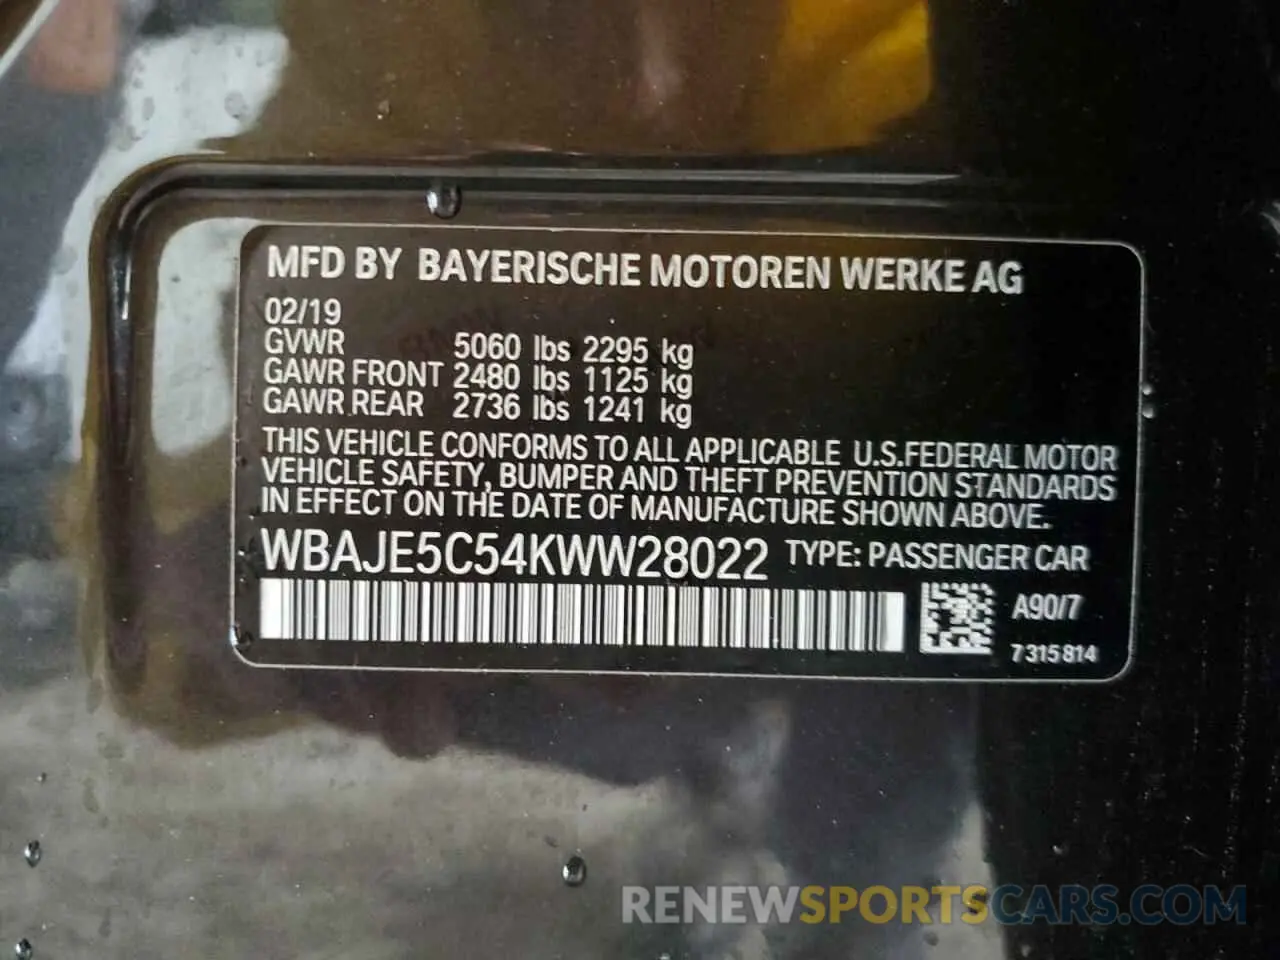 MFD BY BAYERISCHE MOTOREN WERKE AG
02/19
GVWR 5060 lbs 2295 kg
GAWR FRONT 2480 lbs 1125 kg
GAWR REAR 2736 lbs 1241 kg
THIS VEHICLE CONFORMS TO ALL APPLICABLE U.S.FEDERAL MOTOR
VEHICLE SAFETY, BUMPER AND THEFT PREVENTION STANDARDS
IN EFFECT ON THE DATE OF MANUFACTURE SHOWN ABOVE.
WBAJE5C54KWW28022 TYPE: PASSENGER CAR
A90/7
7315814
RENEWSPORTSCARS.COM